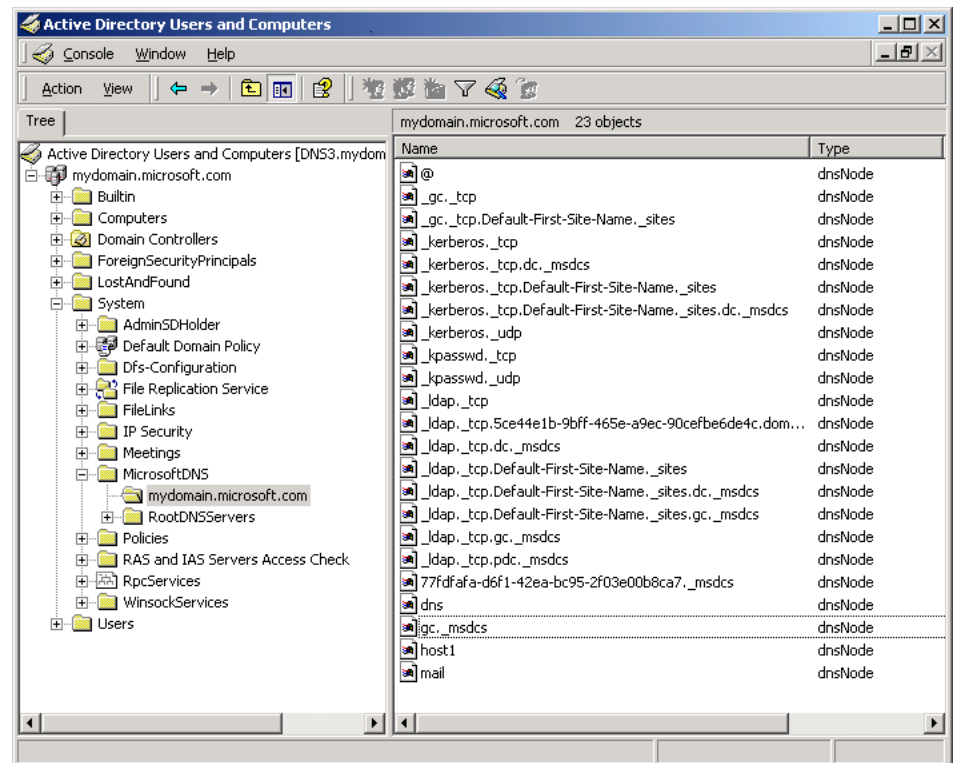 Active Directory Users and Computers
Console Window Help
Action View
Tree
mydomain.microsoft.com 23 objects
Active Directory Users and Computers [DNS3.mydom
mydomain.microsoft.com
Builtin
Computers
Domain Controllers
ForeignSecurityPrincipals
LostAndFound
System
AdminSDHolder
Default Domain Policy
Dfs-Configuration
File Replication Service
FileLinks
IP Security
Meetings
MicrosoftDNS
mydomain.microsoft.com
RootDNSServers
Policies
RAS and IAS Servers Access Check
RpcServices
WinsockServices
Users
Name Type
@ dnsNode
_gc._tcp dnsNode
_gc._tcp.Default-First-Site-Name._sites dnsNode
_kerberos._tcp dnsNode
_kerberos._tcp.dc._msdcs dnsNode
_kerberos._tcp.Default-First-Site-Name._sites dnsNode
_kerberos._tcp.Default-First-Site-Name._sites.dc._msdcs dnsNode
_kerberos._udp dnsNode
_kpasswd._tcp dnsNode
_kpasswd._udp dnsNode
_ldap._tcp dnsNode
_ldap._tcp.5ce44e1b-9bff-465e-a9ec-90cefbe6de4c.dom... dnsNode
_ldap._tcp.dc._msdcs dnsNode
_ldap._tcp.Default-First-Site-Name._sites dnsNode
_ldap._tcp.Default-First-Site-Name._sites.dc._msdcs dnsNode
_ldap._tcp.Default-First-Site-Name._sites.gc._msdcs dnsNode
_ldap._tcp.gc._msdcs dnsNode
_ldap._tcp.pdc._msdcs dnsNode
77fdfafa-d6f1-42ea-bc95-2f03e00b8ca7._msdcs dnsNode
dns dnsNode
gc._msdcs dnsNode
host1 dnsNode
mail dnsNode